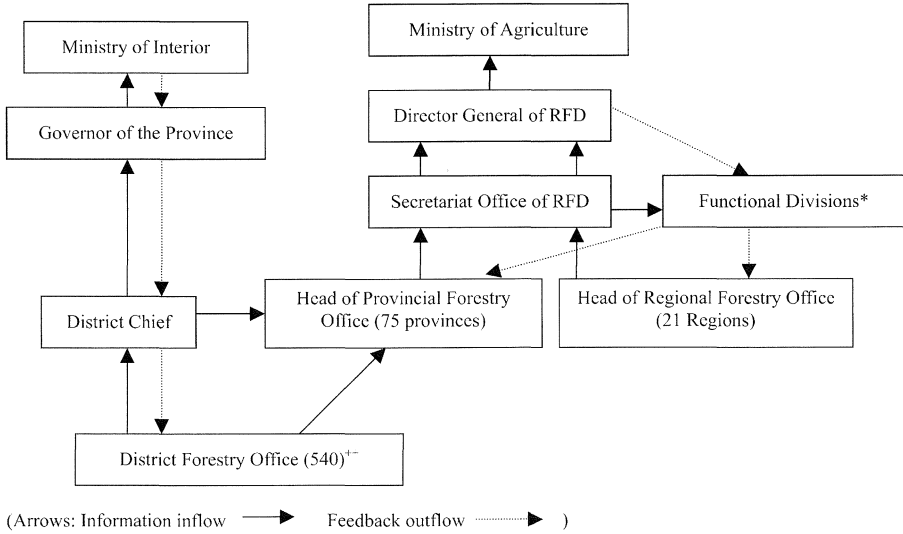 Ministry of Interior
Ministry of Agriculture
Governor of the Province
Director General of RFD
Secretariat Office of RFD
Functional Divisions*
District Chief
Head of Provincial Forestry
Office (75 provinces)
Head of Regional Forestry Office
(21 Regions)
District Forestry Office (540)⁺⁻
(Arrows: Information inflow Feedback outflow )